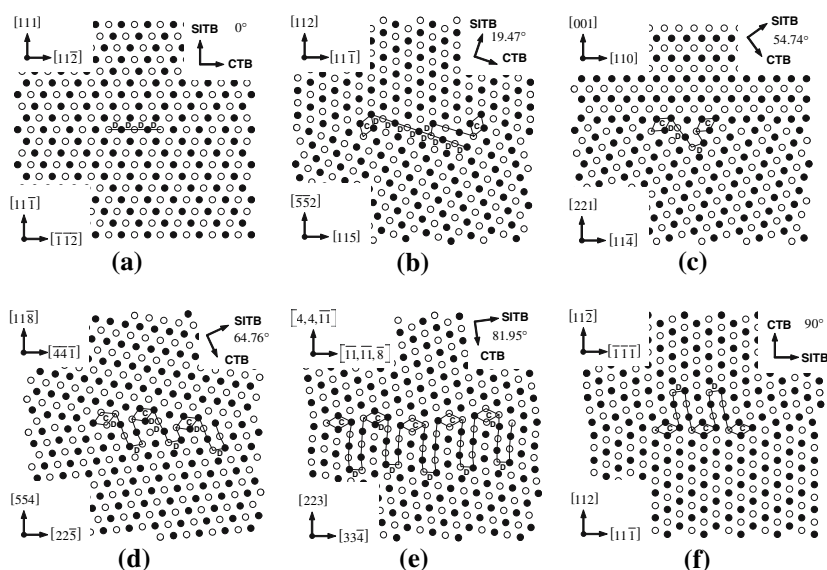 [111]
[112̅]
SITB
0°
CTB
D D D D
[111̅]
[1̅1̅2̅]
(a)
[112]
[111̅]
SITB
19.47°
CTB
C D D D D D D D D C
[5̅5̅2]
[115]
(b)
[001]
[110]
SITB
54.74°
CTB
C D D D C
[221]
[114̅]
(c)
[118̅]
[4̅4̅1̅]
SITB
64.76°
CTB
C C D C D D
[554]
[225̅]
(d)
[4,4,1̅1̅]
[1̅1̅,1̅1̅,8̅]
SITB
81.95°
CTB
C C D C C D C D D D D
[223]
[334̅]
(e)
[112̅]
[1̅1̅1̅]
CTB
90°
SITB
D D
C C C
[112]
[111̅]
(f)